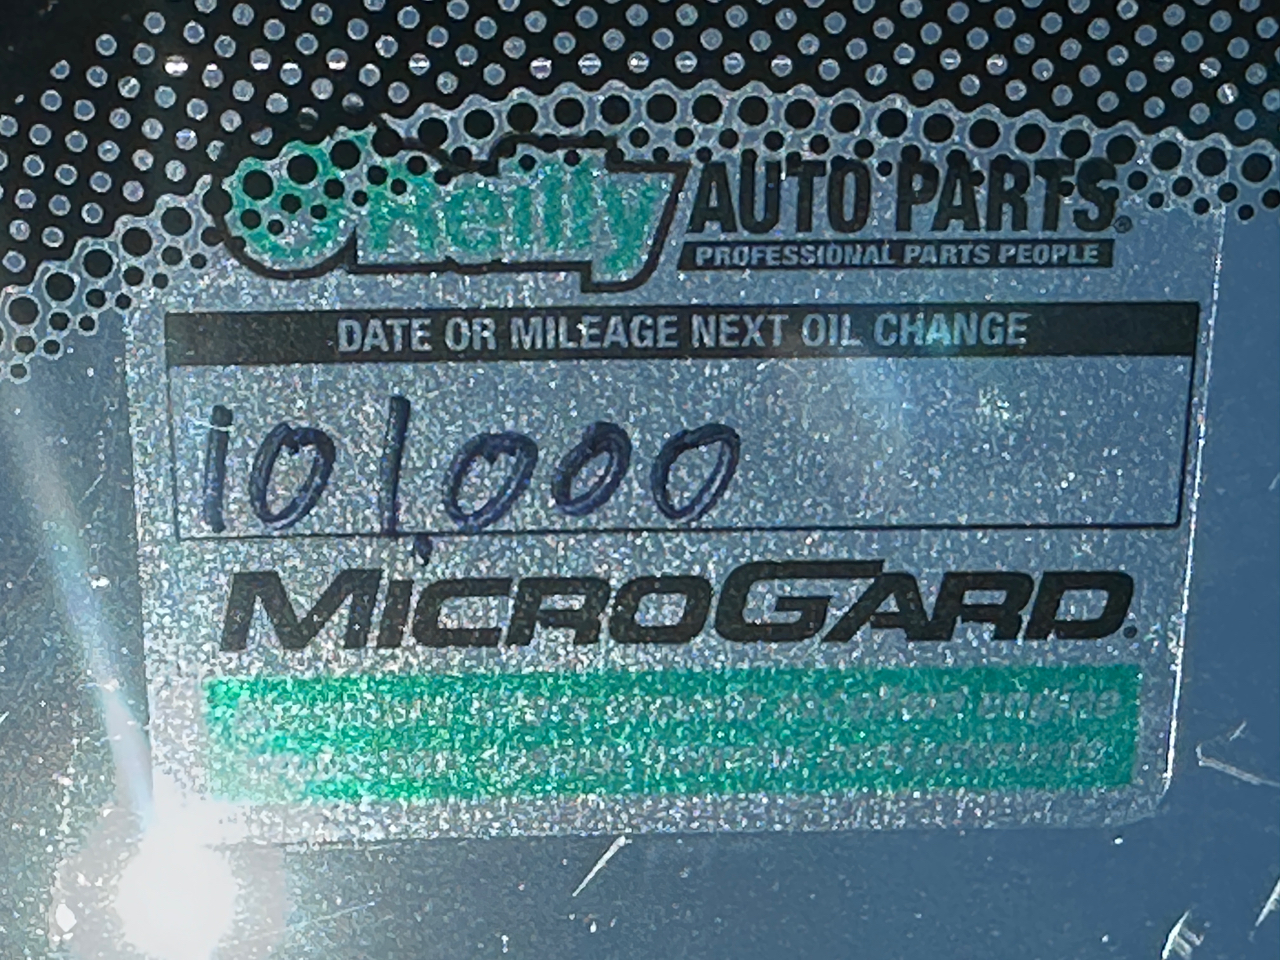 O'Reilly AUTO PARTS®
PROFESSIONAL PARTS PEOPLE
DATE OR MILEAGE NEXT OIL CHANGE
101,000
MICROGARD®